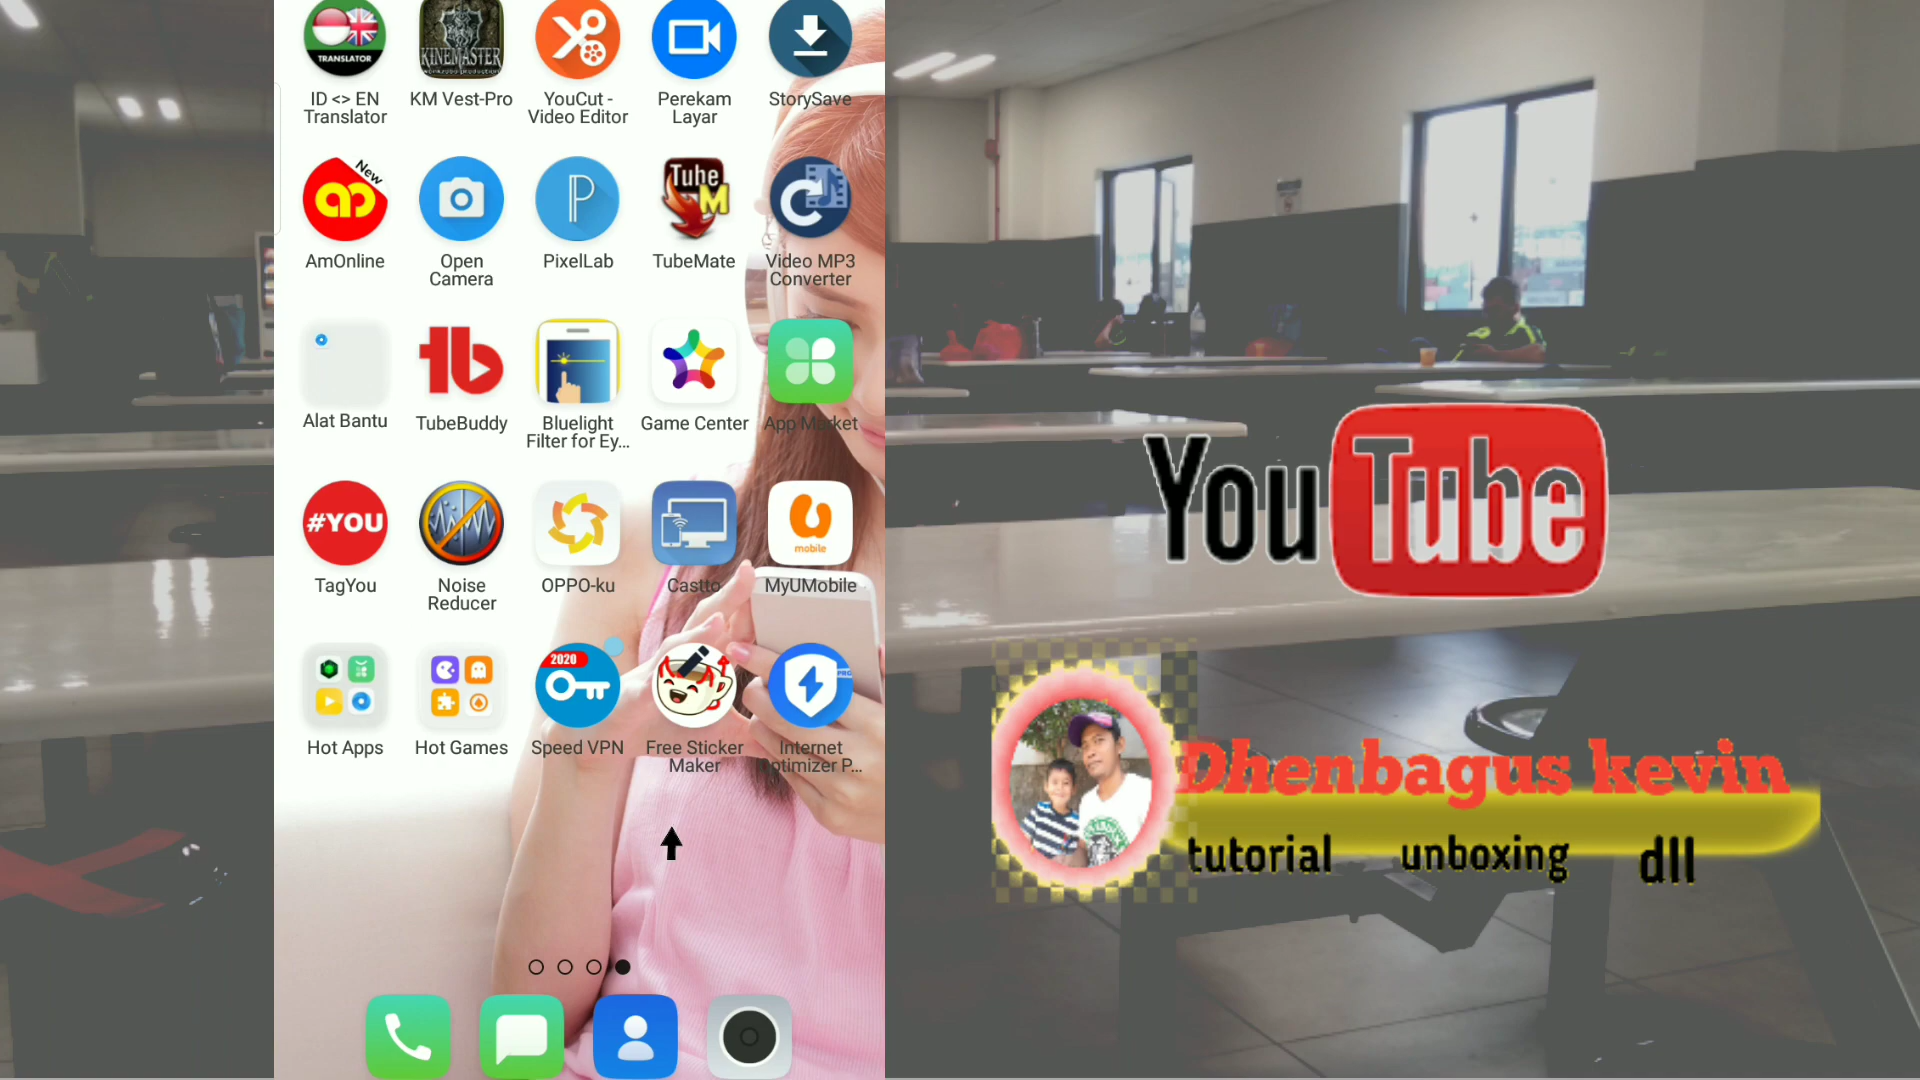 TRANSLATOR
KINEMASTER
ID <> EN
Translator
KM Vest-Pro
YouCut -
Video Editor
Perekam
Layar
StorySave
New
Tube
M
AmOnline
Open
Camera
P
PixelLab
TubeMate
Video MP3
Converter
Alat Bantu
TubeBuddy
Bluelight
Filter for Ey...
Game Center
App Market
#YOU
mobile
TagYou
Noise
Reducer
OPPO-ku
Castto
MyUMobile
2020
PRO
Hot Apps
Hot Games
Speed VPN
Free Sticker
Maker
Internet
Optimizer P...
YouTube
Dhenbagus kevin
tutorial unboxing dll